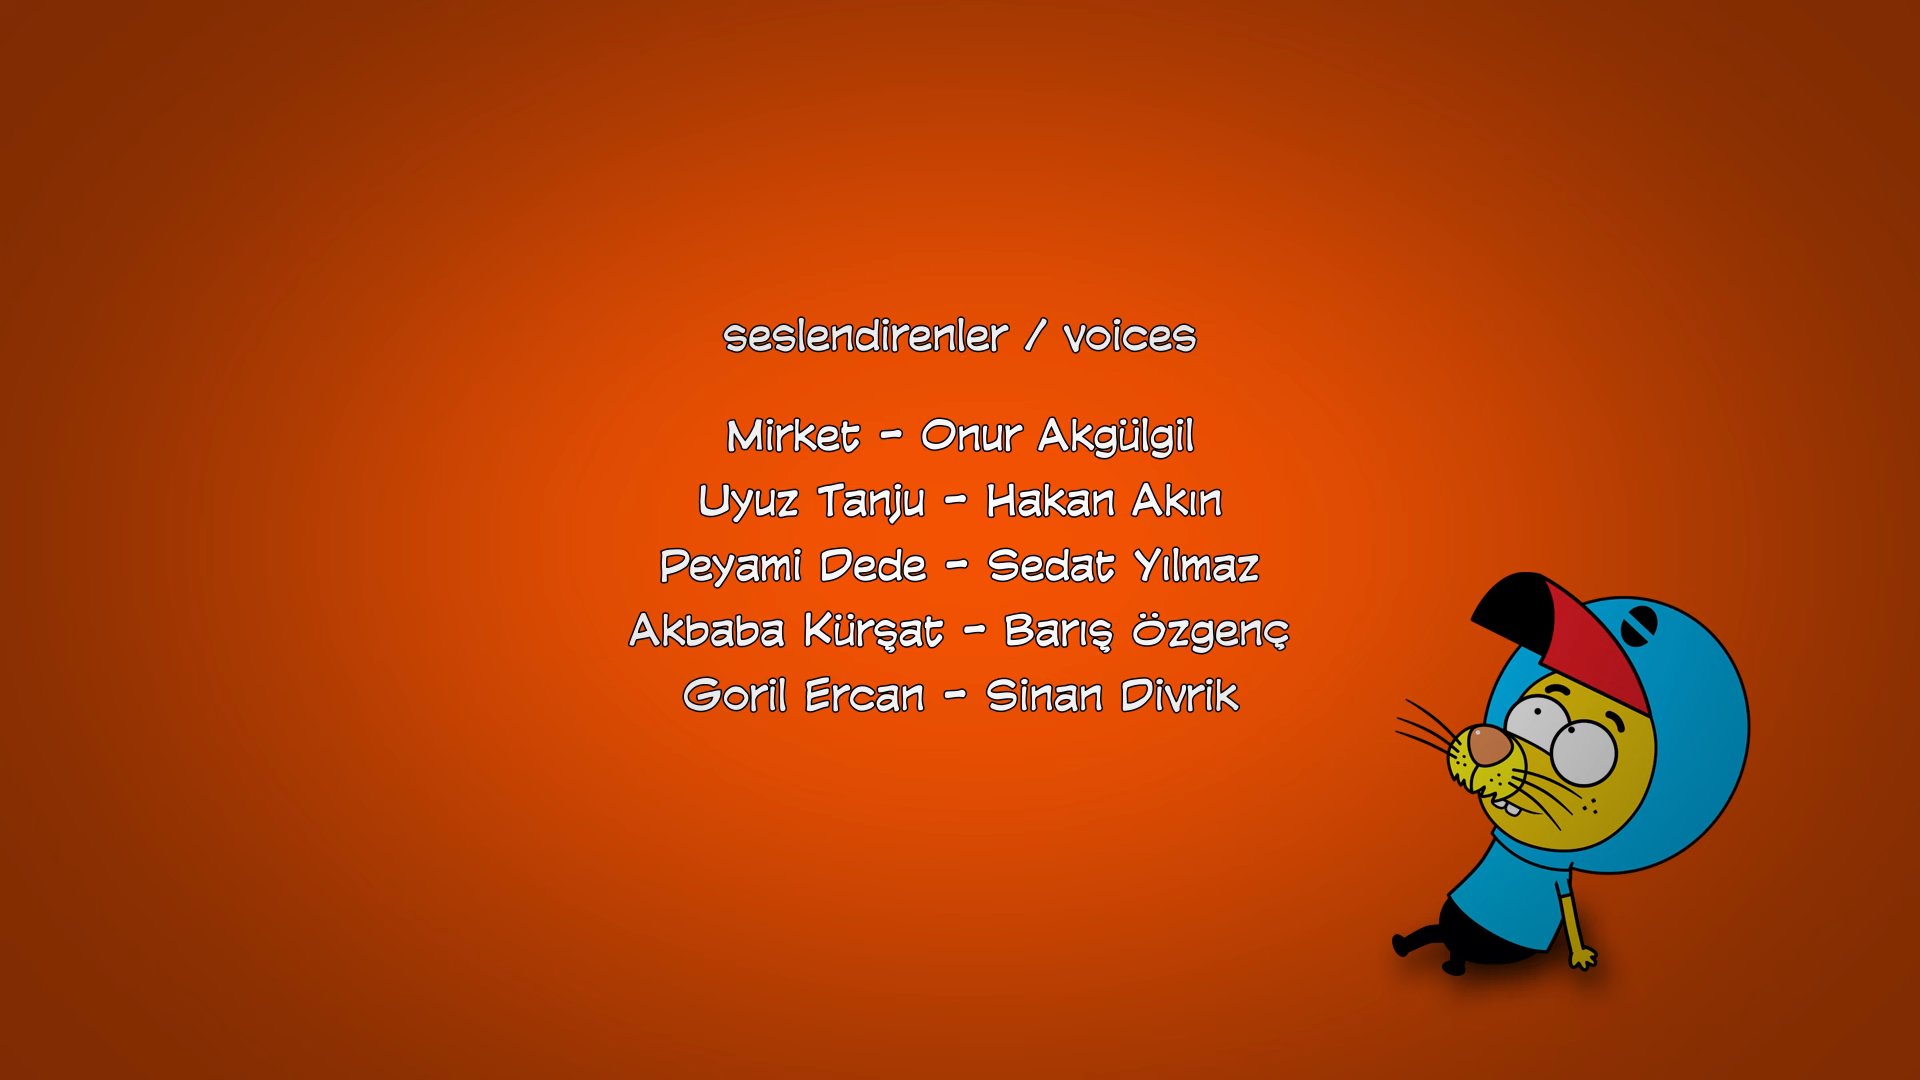 seslendirenler / voices
Mirket - Onur Akgülgil
Uyuz Tanju - Hakan Akın
Peyami Dede - Sedat Yılmaz
Akbaba Kürşat - Barış Özgenç
Goril Ercan - Sinan Divrik